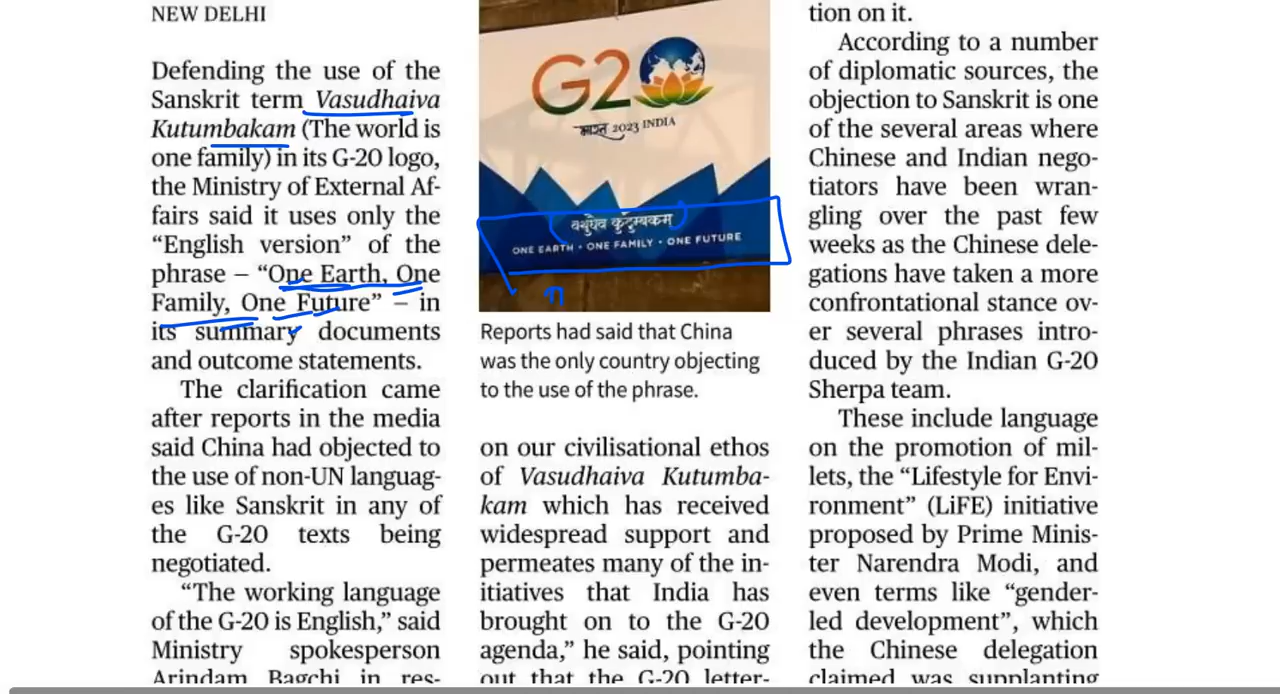 NEW DELHI
Defending the use of the
Sanskrit term Vasudhaiva
Kutumbakam (The world is
one family) in its G-20 logo,
the Ministry of External Af-
fairs said it uses only the
“English version” of the
phrase – “One Earth, One
Family, One Future” – in
its summary documents
and outcome statements.
The clarification came
after reports in the media
said China had objected to
the use of non-UN languag-
es like Sanskrit in any of
the G-20 texts being
negotiated.
“The working language
of the G-20 is English,” said
Ministry spokesperson
Arindam Bagchi in res-
G20
भारत 2023 INDIA
वसुधैव कुटुम्बकम्
ONE EARTH • ONE FAMILY • ONE FUTURE
Reports had said that China
was the only country objecting
to the use of the phrase.
on our civilisational ethos
of Vasudhaiva Kutumba-
kam which has received
widespread support and
permeates many of the in-
itiatives that India has
brought on to the G-20
agenda,” he said, pointing
out that the G-20 letter-
tion on it.
According to a number
of diplomatic sources, the
objection to Sanskrit is one
of the several areas where
Chinese and Indian nego-
tiators have been wran-
gling over the past few
weeks as the Chinese dele-
gations have taken a more
confrontational stance ov-
er several phrases intro-
duced by the Indian G-20
Sherpa team.
These include language
on the promotion of mil-
lets, the “Lifestyle for Envi-
ronment” (LiFE) initiative
proposed by Prime Minis-
ter Narendra Modi, and
even terms like “gender-
led development”, which
the Chinese delegation
claimed was supplanting